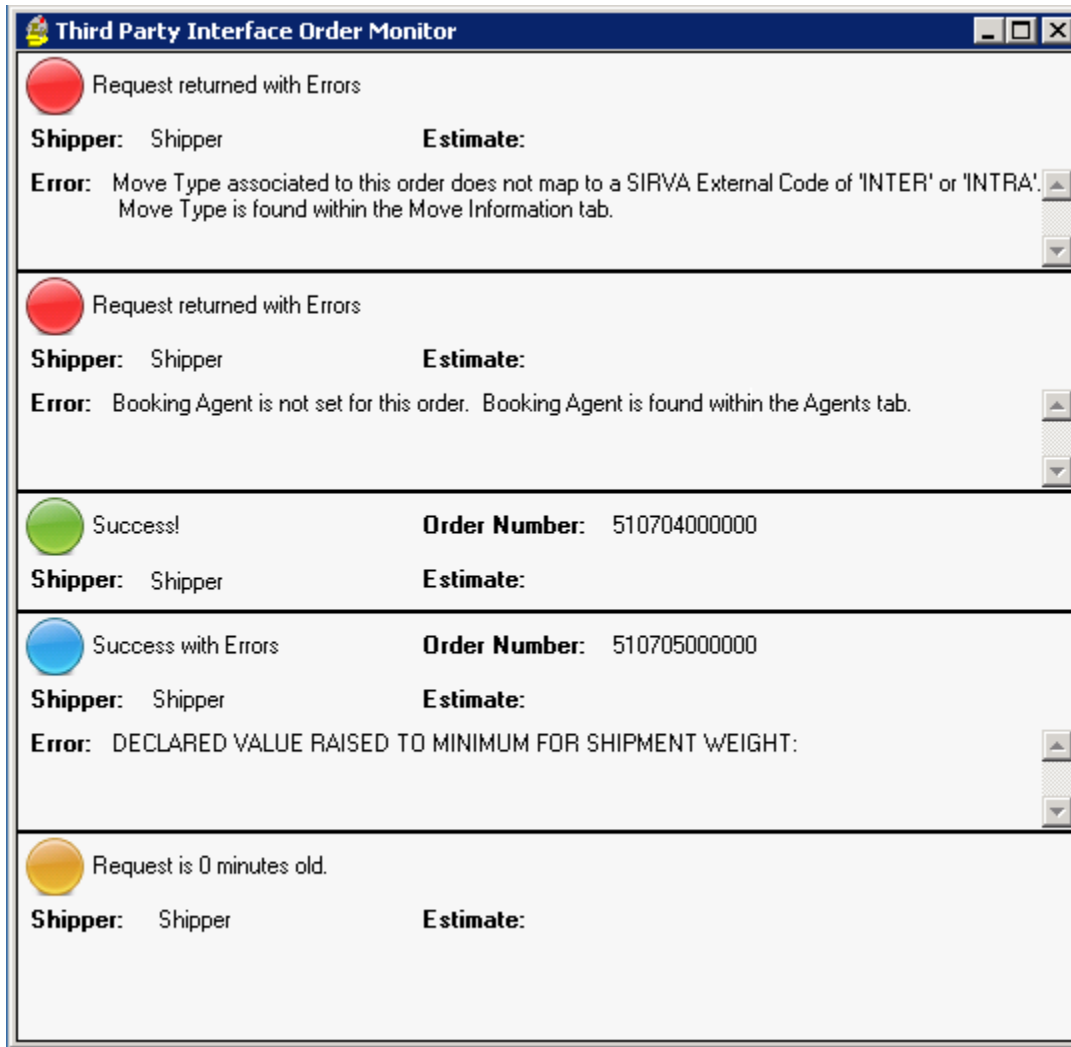 Third Party Interface Order Monitor
Request returned with Errors
Shipper: Shipper Estimate:
Error: Move Type associated to this order does not map to a SIRVA External Code of 'INTER' or 'INTRA'.
Move Type is found within the Move Information tab.
Request returned with Errors
Shipper: Shipper Estimate:
Error: Booking Agent is not set for this order. Booking Agent is found within the Agents tab.
Success! Order Number: 510704000000
Shipper: Shipper Estimate:
Success with Errors Order Number: 510705000000
Shipper: Shipper Estimate:
Error: DECLARED VALUE RAISED TO MINIMUM FOR SHIPMENT WEIGHT:
Request is 0 minutes old.
Shipper: Shipper Estimate: